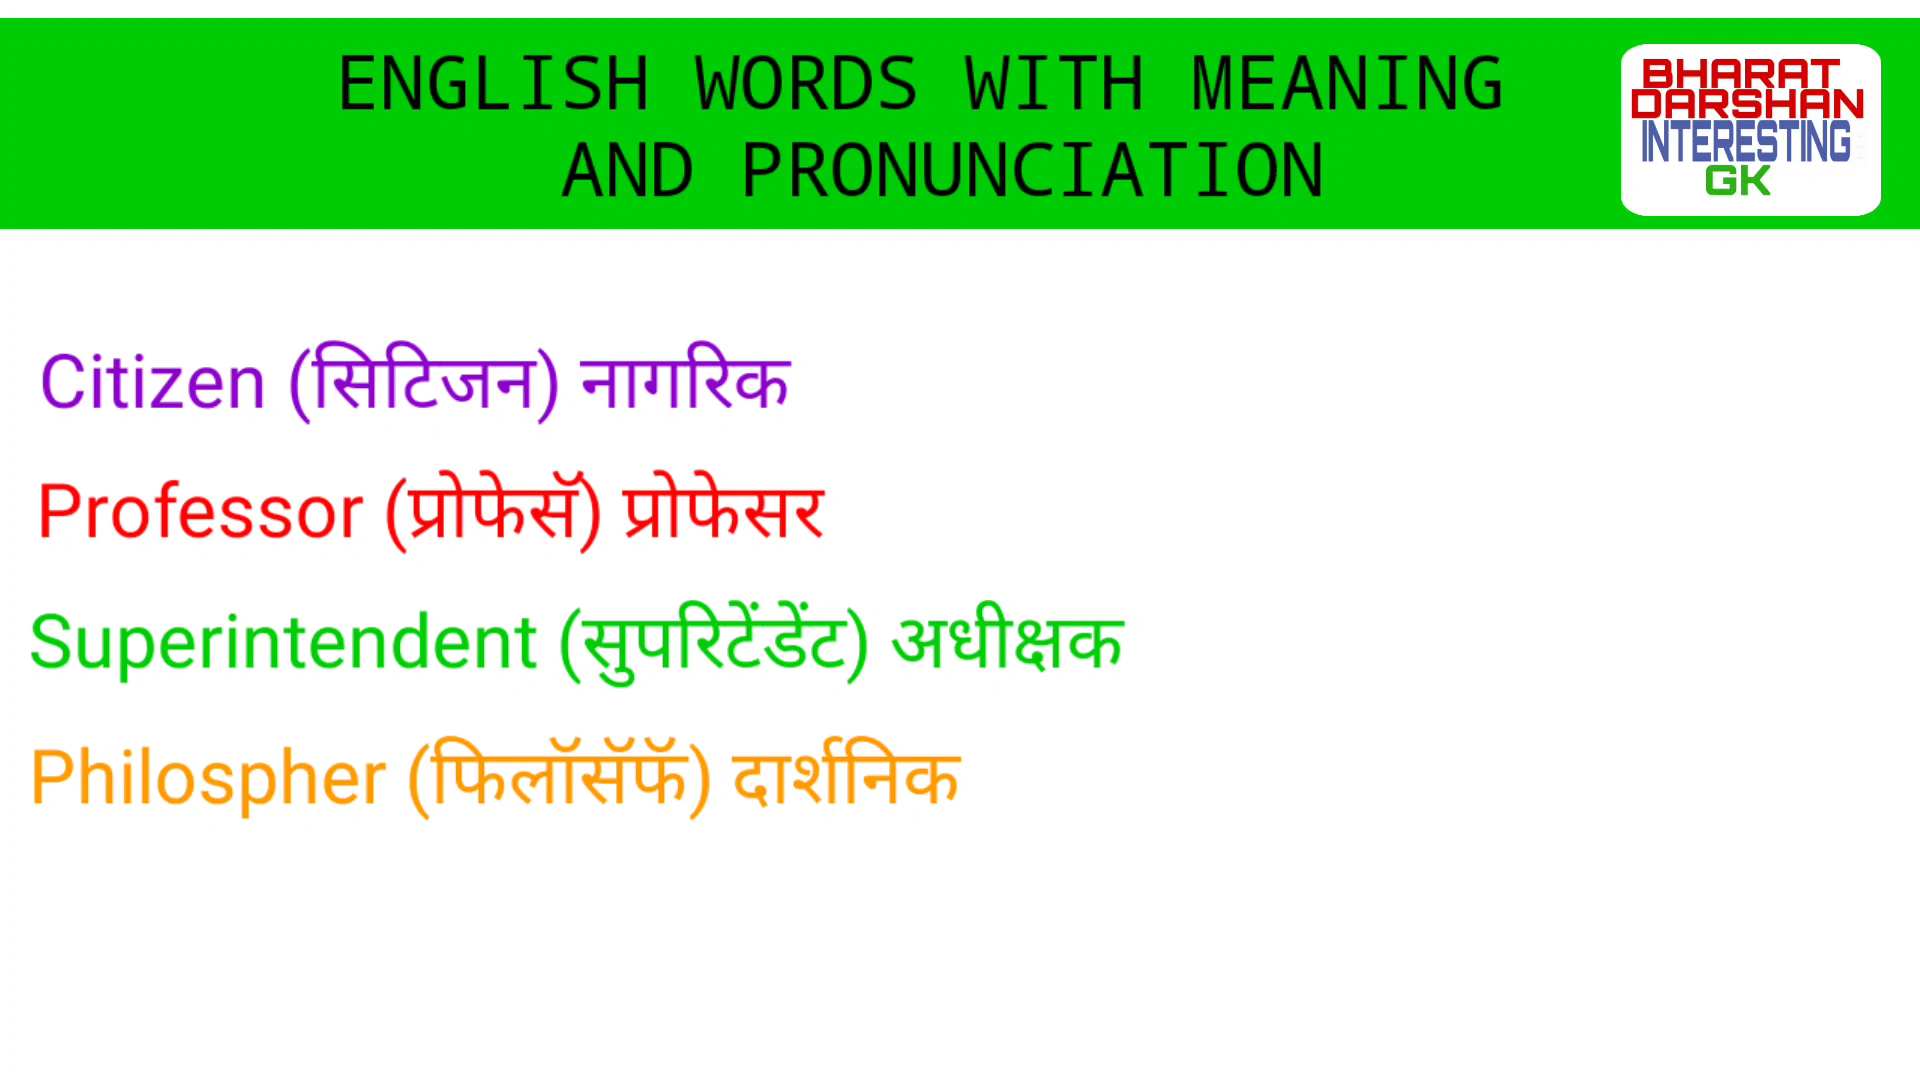 ENGLISH WORDS WITH MEANING
AND PRONUNCIATION
BHARAT
DARSHAN
INTERESTING
GK
Citizen (सिटिजन) नागरिक
Professor (प्रोफेसॅ) प्रोफेसर
Superintendent (सुपरिटेंडेंट) अधीक्षक
Philospher (फिलॉसॅफॅ) दार्शनिक